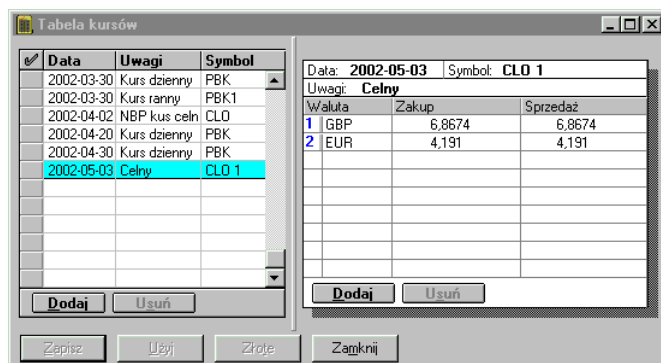 Tabela kursów
Data Uwagi Symbol
2002-03-30 Kurs dzienny PBK
2002-03-30 Kurs ranny PBK1
2002-04-02 NBP kus celn CLO
2002-04-20 Kurs dzienny PBK
2002-04-30 Kurs dzienny PBK
2002-05-03 Celny CLO 1
Dodaj Usuń
Data: 2002-05-03 Symbol: CLO 1
Uwagi: Celny
Waluta Zakup Sprzedaż
1 GBP 6,8674 6,8674
2 EUR 4,191 4,191
Dodaj Usuń
Zapisz Użyj Złote Zamknij